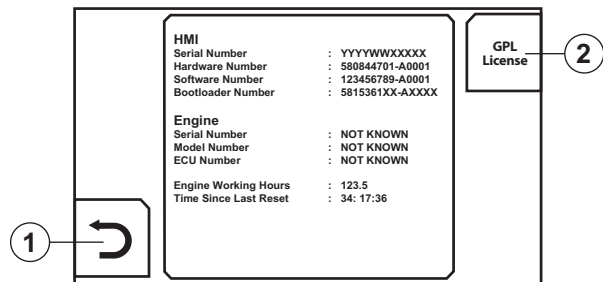 HMI
Serial Number : YYYYWWXXXXX
Hardware Number : 580844701-A0001
Software Number : 123456789-A0001
Bootloader Number : 5815361XX-AXXXX
Engine
Serial Number : NOT KNOWN
Model Number : NOT KNOWN
ECU Number : NOT KNOWN
Engine Working Hours : 123.5
Time Since Last Reset : 34: 17:36
GPL
License
2
1